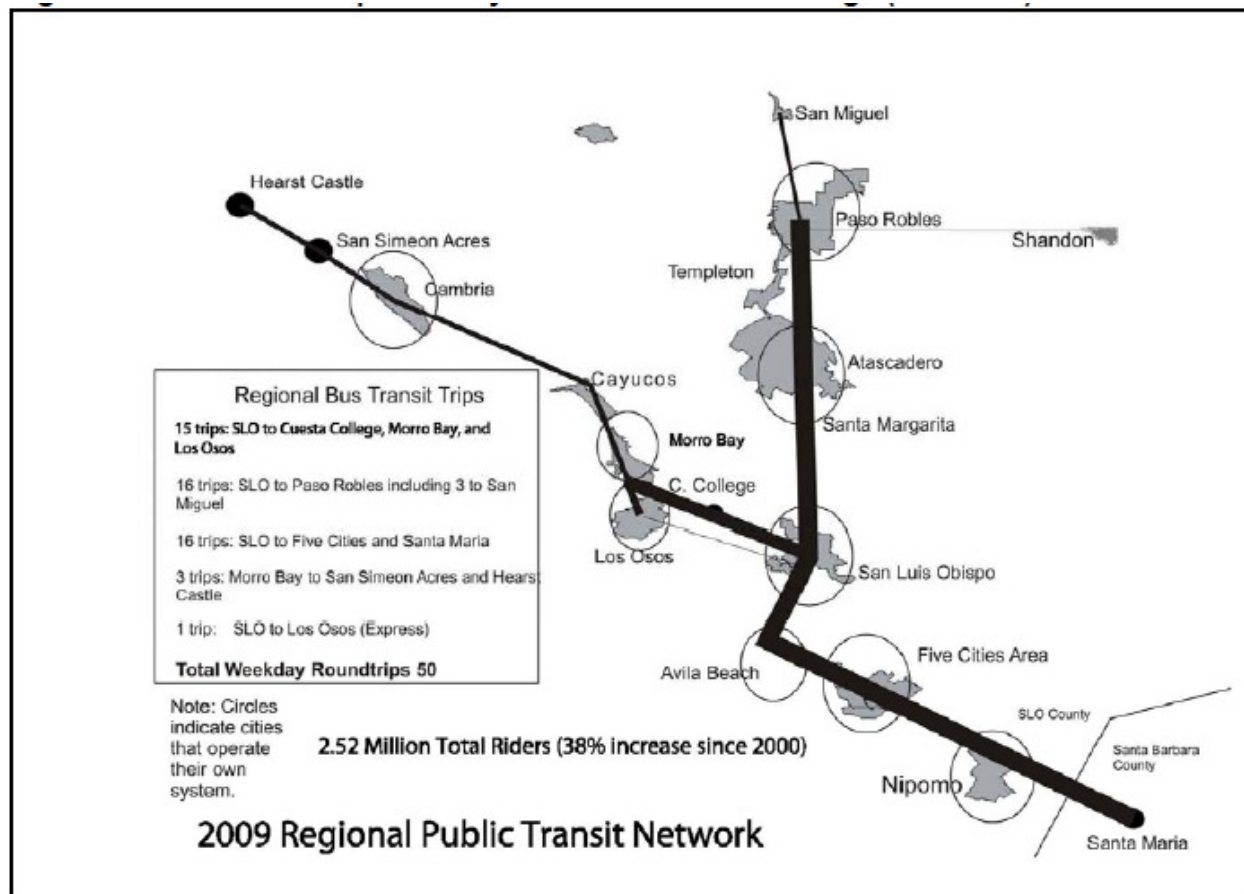 San Miguel
Hearst Castle
Paso Robles
San Simeon Acres
Shandon
Templeton
Cambria
Atascadero
Cayucos
Regional Bus Transit Trips
15 trips: SLO to Cuesta College, Morro Bay, and
Los Osos
16 trips: SLO to Paso Robles including 3 to San
Miguel
16 trips: SLO to Five Cities and Santa Maria
3 trips: Morro Bay to San Simeon Acres and Hearst
Castle
1 trip: SLO to Los Osos (Express)
Total Weekday Roundtrips 50
Santa Margarita
Morro Bay
C. College
Los Osos
San Luis Obispo
Avila Beach
Five Cities Area
SLO County
Santa Barbara
County
Nipomo
Santa Maria
Note: Circles
indicate cities
that operate
their own
system.
2.52 Million Total Riders (38% increase since 2000)
2009 Regional Public Transit Network